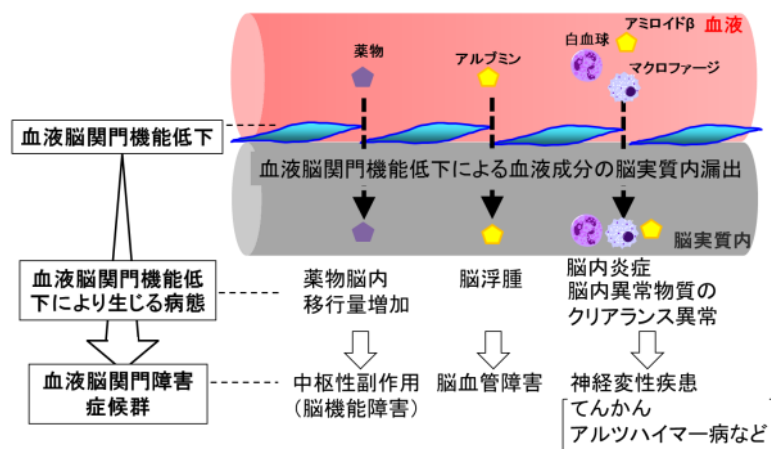 アミロイドβ
血液
白血球
薬物
アルブミン
マクロファージ
血液脳関門機能低下
血液脳関門機能低下による血液成分の脳実質内漏出
脳実質内
血液脳関門機能低
下により生じる病態
薬物脳内
移行量増加
脳浮腫
脳内炎症
脳内異常物質の
クリアランス異常
血液脳関門障害
症候群
中枢性副作用
(脳機能障害)
脳血管障害
神経変性疾患
てんかん
アルツハイマー病など